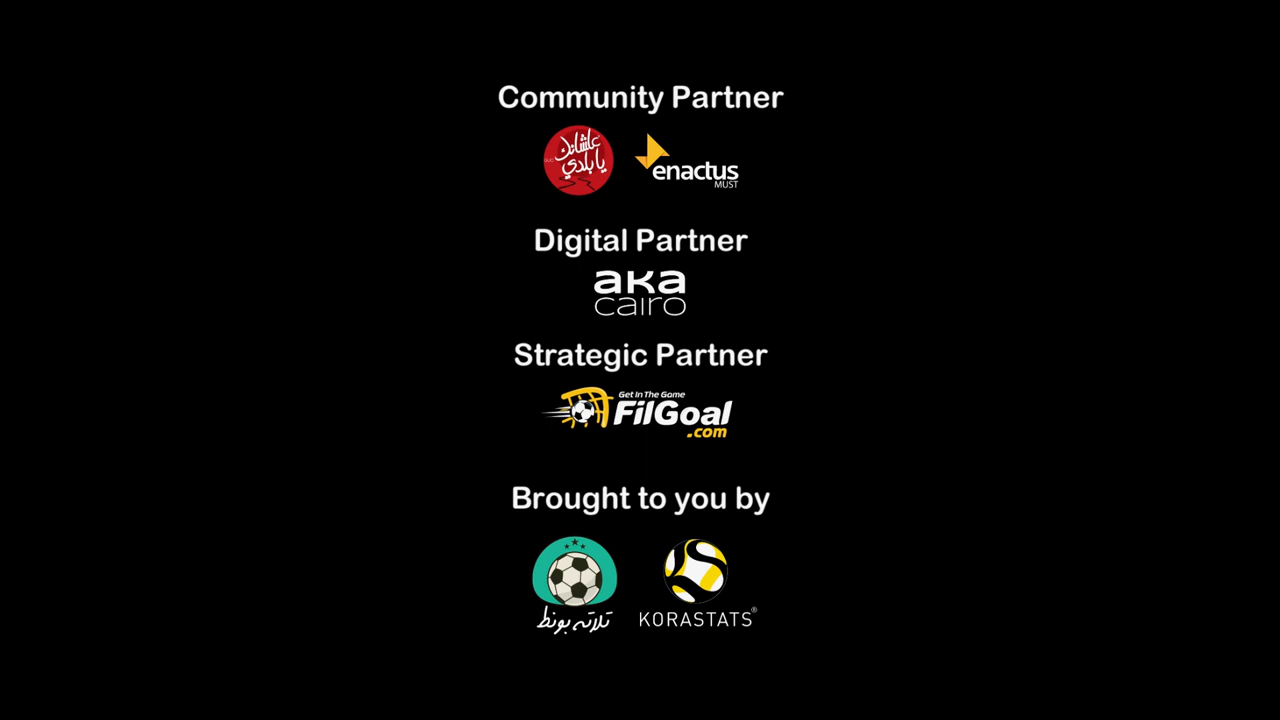 Community Partner
علشانك
يا بلدي
enactus
MUST
Digital Partner
aka
cairo
Strategic Partner
Get In The Game
FilGoal
.com
Brought to you by
تلاته بونط
KORASTATS®